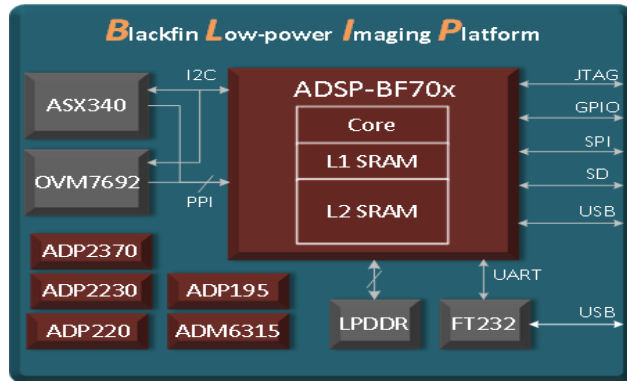 Blackfin Low-power Imaging Platform
I2C
JTAG
ASX340
ADSP-BF70x
GPIO
Core
SPI
L1 SRAM
OVM7692
SD
PPI
L2 SRAM
USB
ADP2370
ADP2230
ADP195
UART
ADP220
ADM6315
LPDDR
FT232
USB